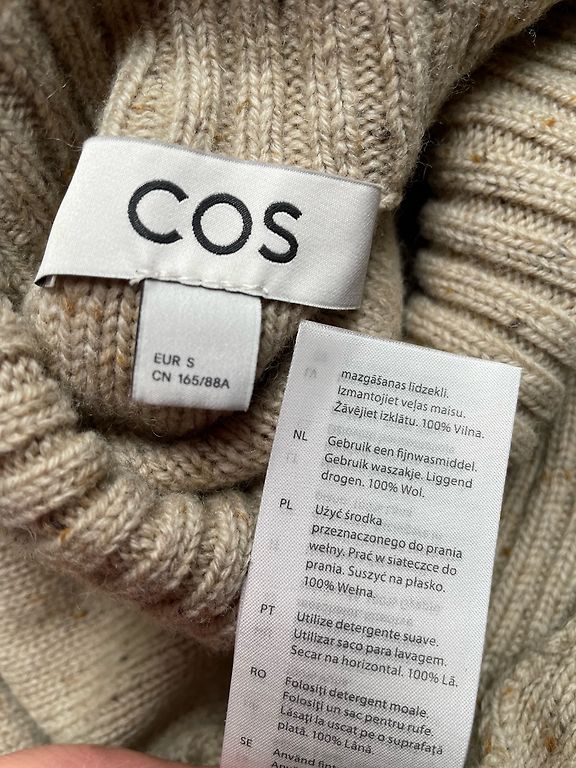 COS
EUR S
CN 165/88A
mazgāšanas līdzekli.
Izmantojiet veļas maisu.
Žāvējiet izklātu. 100% Vilna.
NL Gebruik een fijnwasmiddel.
Gebruik waszakje. Liggend
drogen. 100% Wol.
PL Użyć środka
przeznaczonego do prania
wełny. Prać w siateczce do
prania. Suszyć na płasko.
100% Wełna.
PT Utilize detergente suave.
Utilizar saco para lavagem.
Secar na horizontal. 100% Lã.
RO Folosiți detergent moale.
Folosiți un sac pentru rufe.
Lăsați la uscat pe o suprafață
plată. 100% Lână.
SE Använd fint